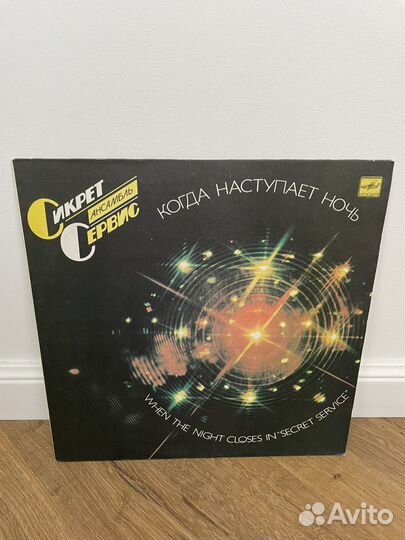 Сикрет
ансамбль
Сервис
КОГДА НАСТУПАЕТ НОЧЬ
WHEN THE NIGHT CLOSES IN "SECRET SERVICE"
Avito